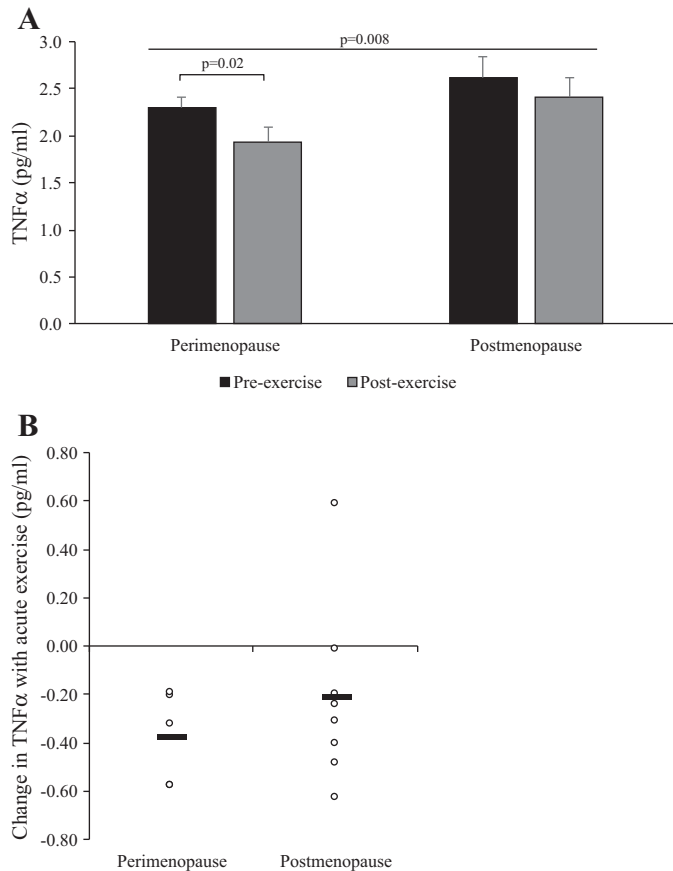 A
p=0.008
3.0
p=0.02
2.5
2.0
1.5
1.0
0.5
0.0
TNFα (pg/ml)
Perimenopause Postmenopause
Pre-exercise Post-exercise
B
0.80
0.60
0.40
0.20
0.00
-0.20
-0.40
-0.60
-0.80
Change in TNFα with acute exercise (pg/ml)
Perimenopause Postmenopause